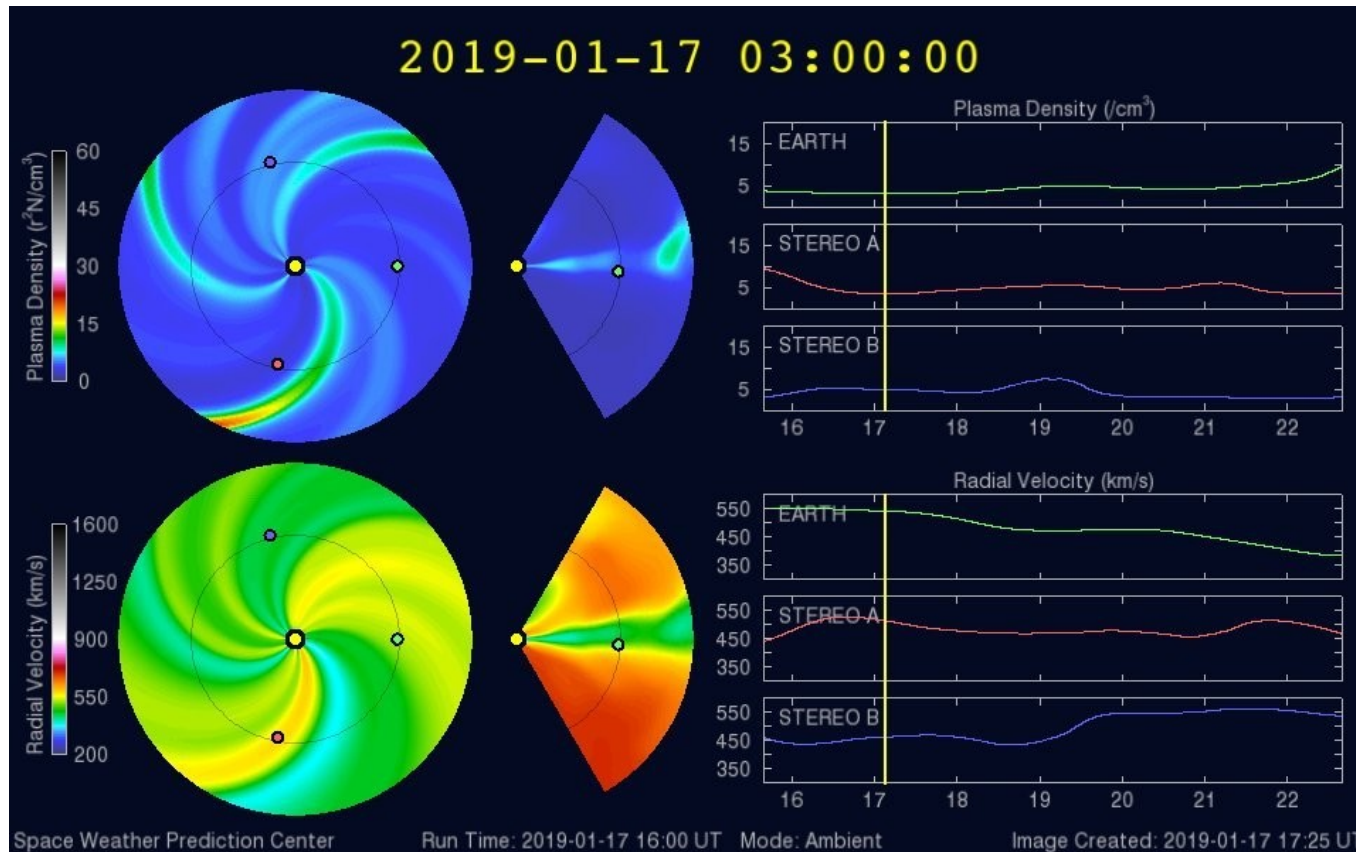 2019-01-17 03:00:00
Plasma Density (r²N/cm³)
60
45
30
15
0
Plasma Density (/cm³)
15
5
EARTH
15
5
STEREO A
15
5
STEREO B
16 17 18 19 20 21 22
Radial Velocity (km/s)
1600
1250
900
550
200
Radial Velocity (km/s)
550
450
350
EARTH
550
450
350
STEREO A
550
450
350
STEREO B
16 17 18 19 20 21 22
Space Weather Prediction Center Run Time: 2019-01-17 16:00 UT Mode: Ambient Image Created: 2019-01-17 17:25 UT